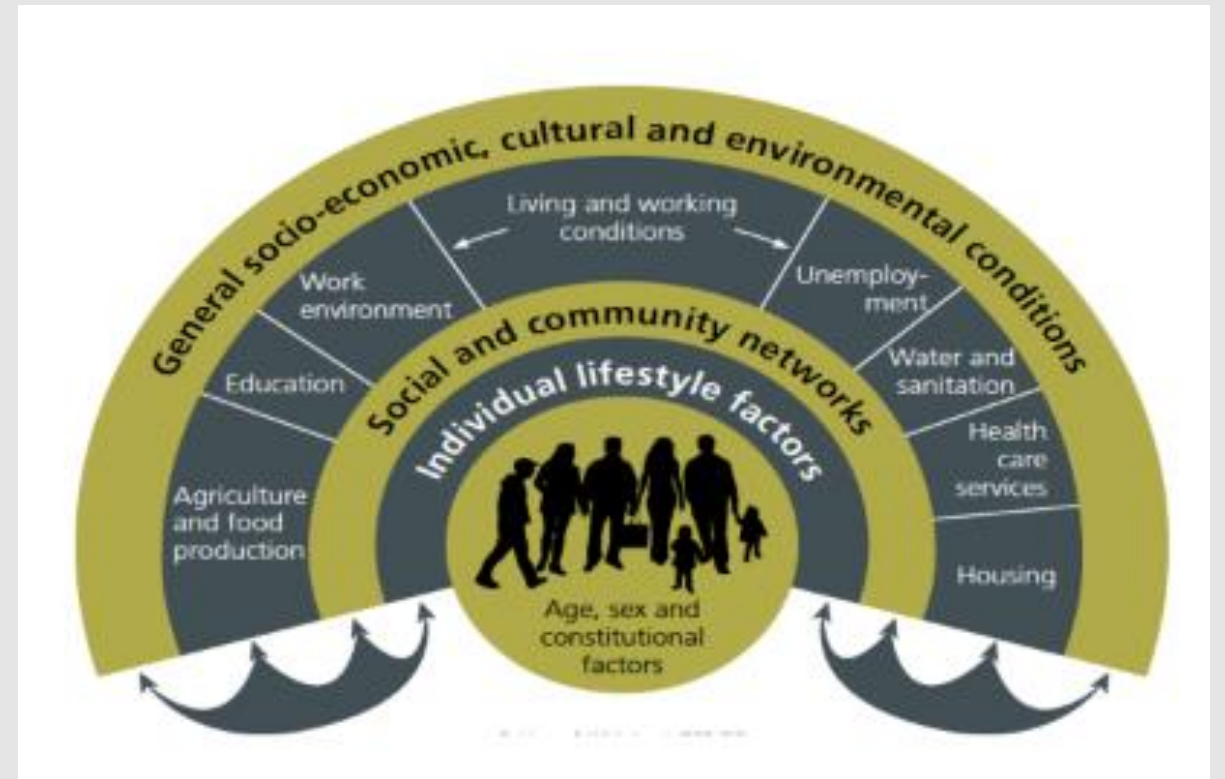 General socio-economic, cultural and environmental conditions
Living and working
conditions
Work
environment
Unemploy-
ment
Education
Water and
sanitation
Agriculture
and food
production
Health
care
services
Housing
Social and community networks
Individual lifestyle factors
Age, sex and
constitutional
factors